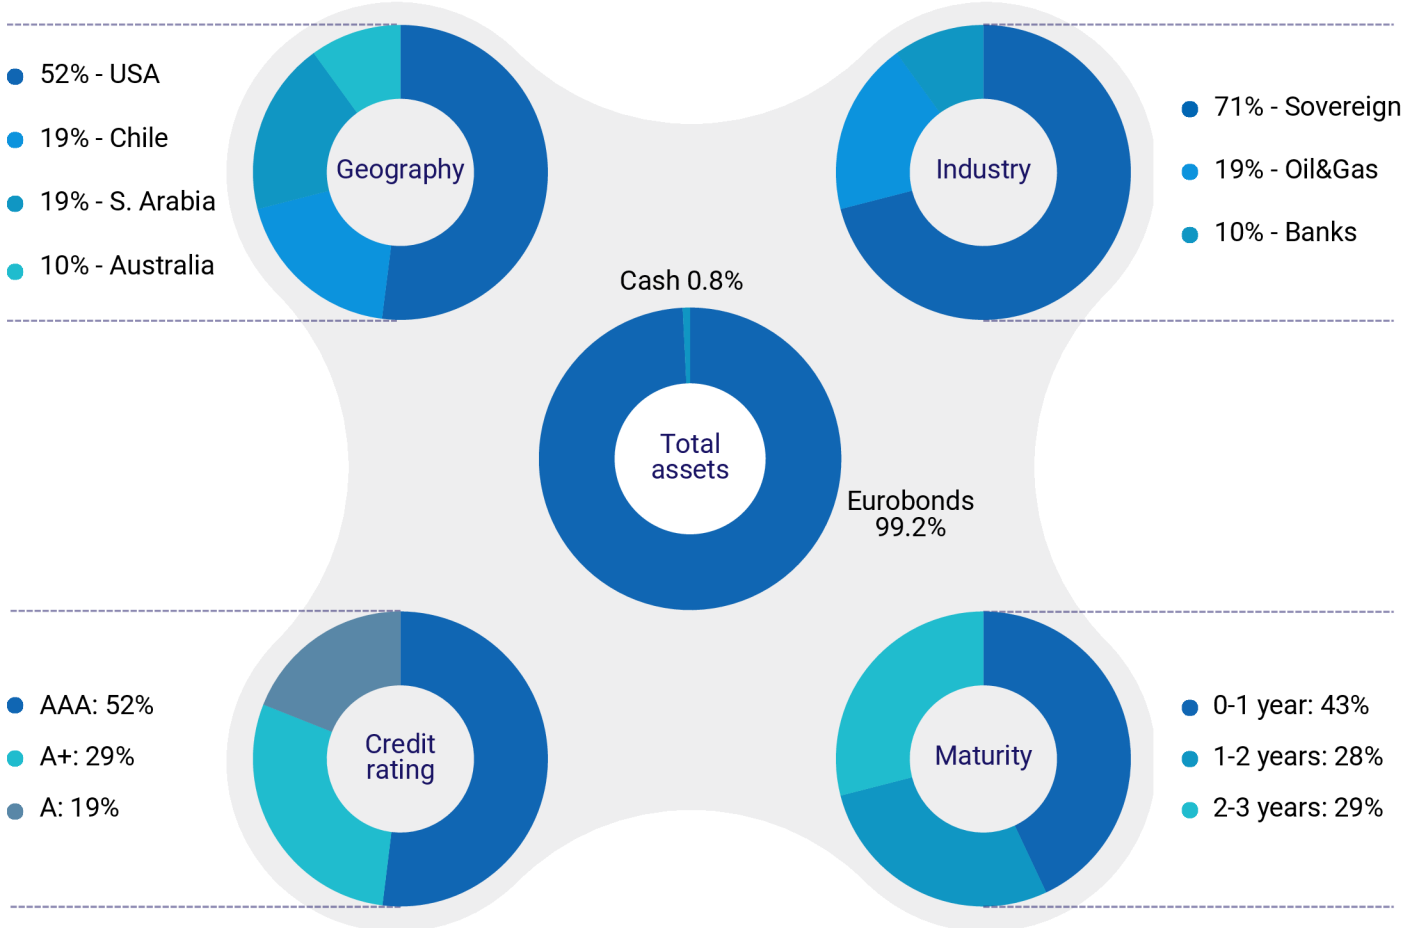 52% - USA
19% - Chile
19% - S. Arabia
10% - Australia
Geography
Industry
71% - Sovereign
19% - Oil&Gas
10% - Banks
Cash 0.8%
Total
assets
Eurobonds
99.2%
AAA: 52%
A+: 29%
A: 19%
Credit
rating
Maturity
0-1 year: 43%
1-2 years: 28%
2-3 years: 29%